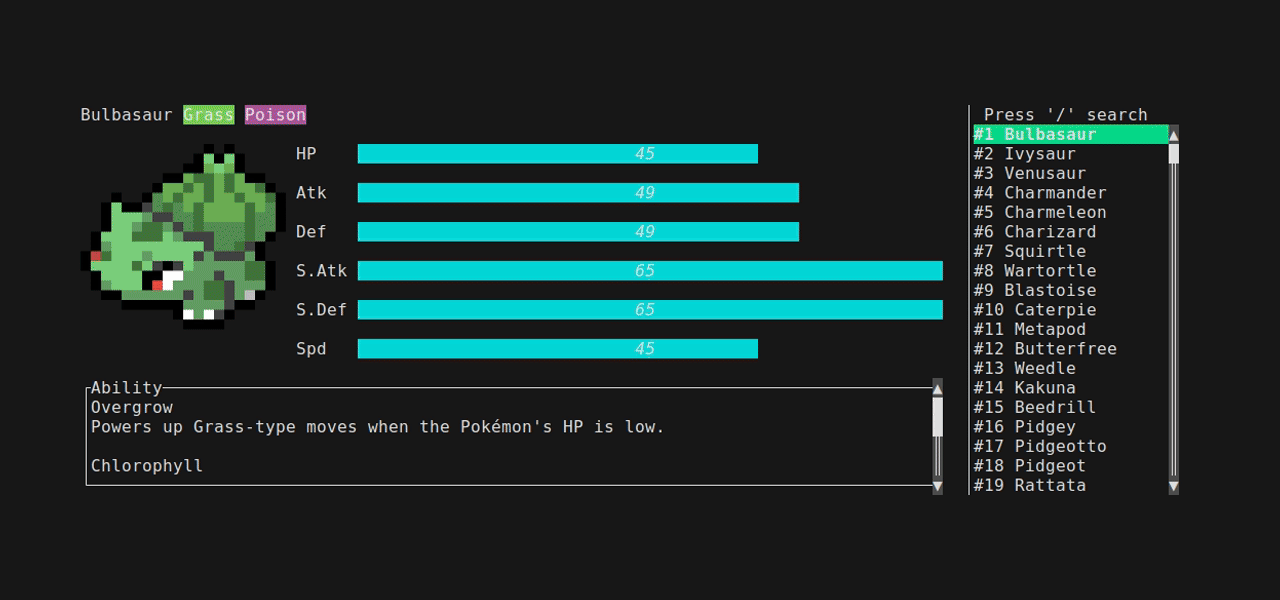 Bulbasaur Grass Poison
HP 45
Atk 49
Def 49
S.Atk 65
S.Def 65
Spd 45
Ability
Overgrow
Powers up Grass-type moves when the Pokémon's HP is low.
Chlorophyll
Press '/' search
#1 Bulbasaur
#2 Ivysaur
#3 Venusaur
#4 Charmander
#5 Charmeleon
#6 Charizard
#7 Squirtle
#8 Wartortle
#9 Blastoise
#10 Caterpie
#11 Metapod
#12 Butterfree
#13 Weedle
#14 Kakuna
#15 Beedrill
#16 Pidgey
#17 Pidgeotto
#18 Pidgeot
#19 Rattata